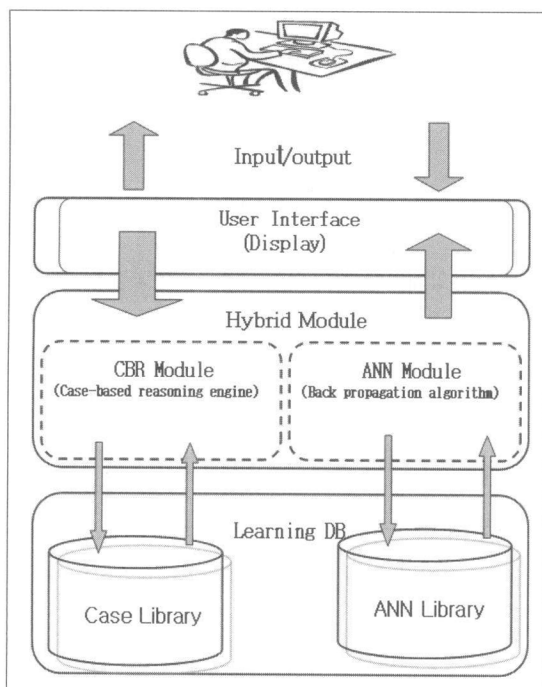 Input/output
User Interface
(Display)
Hybrid Module
CBR Module
(Case-based reasoning engine)
ANN Module
(Back propagation algorithm)
Learning DB
Case Library
ANN Library